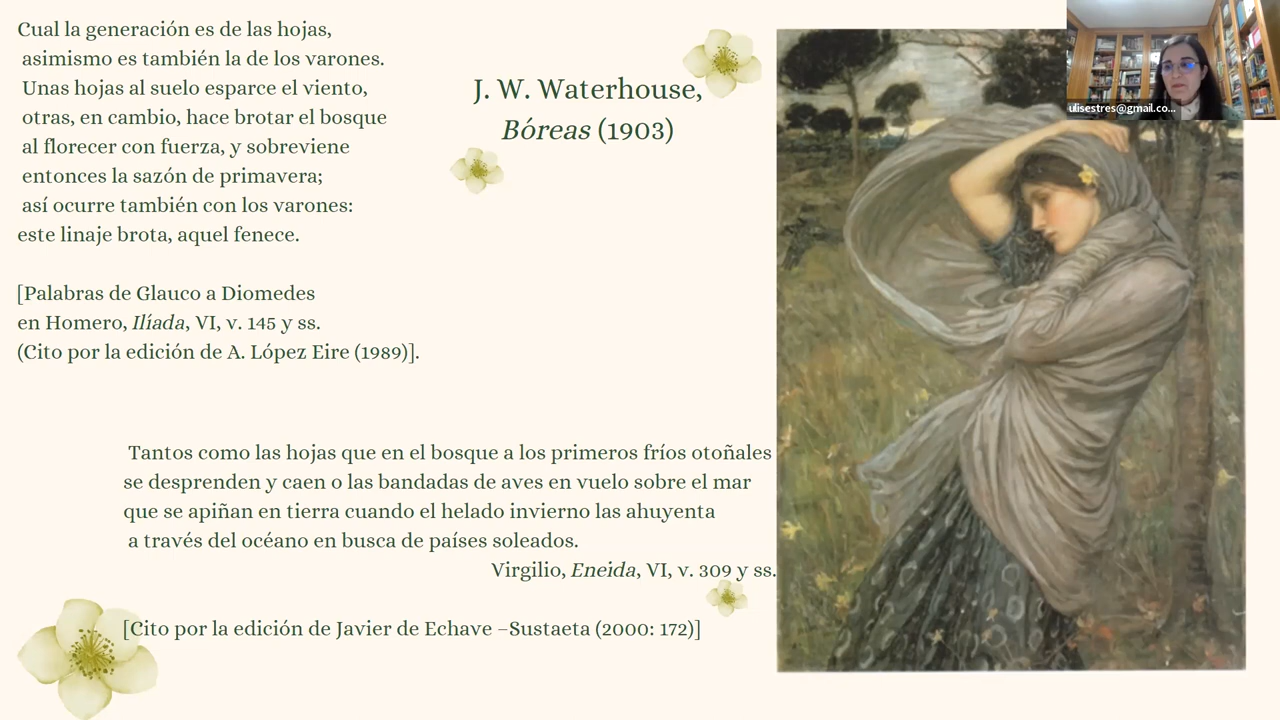 Cual la generación es de las hojas,
asimismo es también la de los varones.
Unas hojas al suelo esparce el viento,
otras, en cambio, hace brotar el bosque
al florecer con fuerza, y sobreviene
entonces la sazón de primavera;
así ocurre también con los varones:
este linaje brota, aquel fenece.
[Palabras de Glauco a Diomedes
en Homero, Ilíada, VI, v. 145 y ss.
(Cito por la edición de A. López Eire (1989)].
J. W. Waterhouse,
Bóreas (1903)
Tantos como las hojas que en el bosque a los primeros fríos otoñales
se desprenden y caen o las bandadas de aves en vuelo sobre el mar
que se apiñan en tierra cuando el helado invierno las ahuyenta
a través del océano en busca de países soleados.
Virgilio, Eneida, VI, v. 309 y ss.
[Cito por la edición de Javier de Echave –Sustaeta (2000: 172)]
ulisestres@gmail.co...